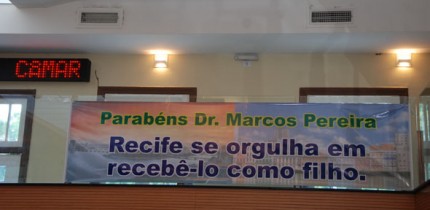 CAMAR
Parabéns Dr. Marcos Pereira
Recife se orgulha em
recebê-lo como filho.